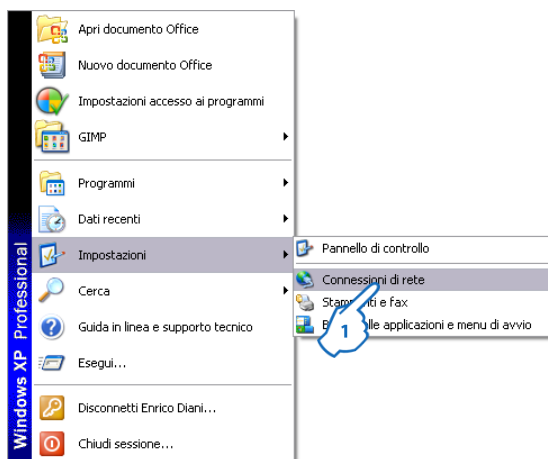 Apri documento Office
Nuovo documento Office
Impostazioni accesso ai programmi
GIMP
Programmi
Dati recenti
Impostazioni
Cerca
Guida in linea e supporto tecnico
Esegui...
Disconnetti Enrico Diani...
Chiudi sessione...
Windows XP Professional
Pannello di controllo
Connessioni di rete
e fax
applicazioni e menu di avvio
1